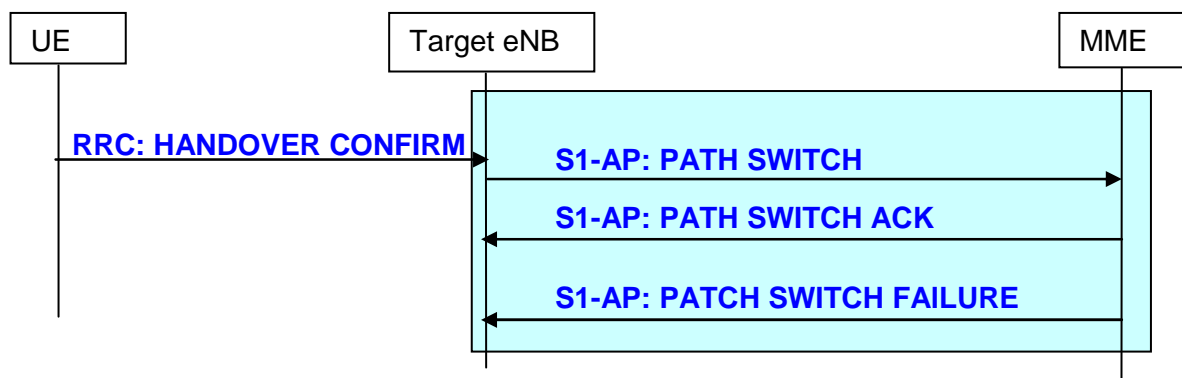 UE
Target eNB
MME
RRC: HANDOVER CONFIRM
S1-AP: PATH SWITCH
S1-AP: PATH SWITCH ACK
S1-AP: PATCH SWITCH FAILURE